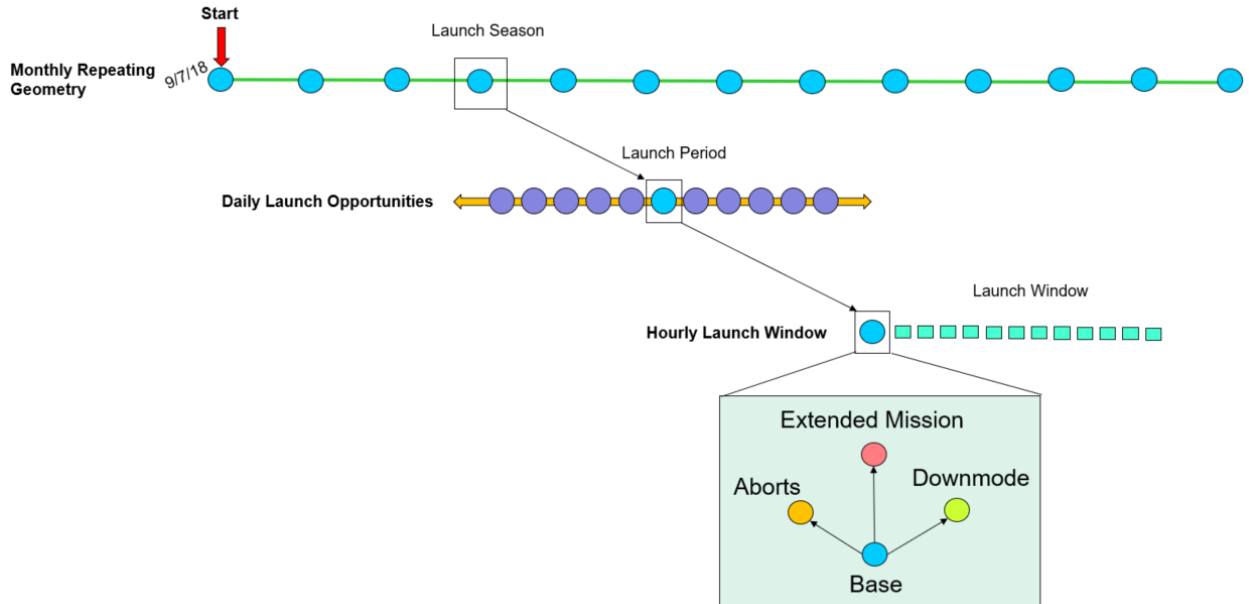 Start
Launch Season
Monthly Repeating
Geometry
9/7/18
Launch Period
Daily Launch Opportunities
Launch Window
Hourly Launch Window
Extended Mission
Aborts
Downmode
Base